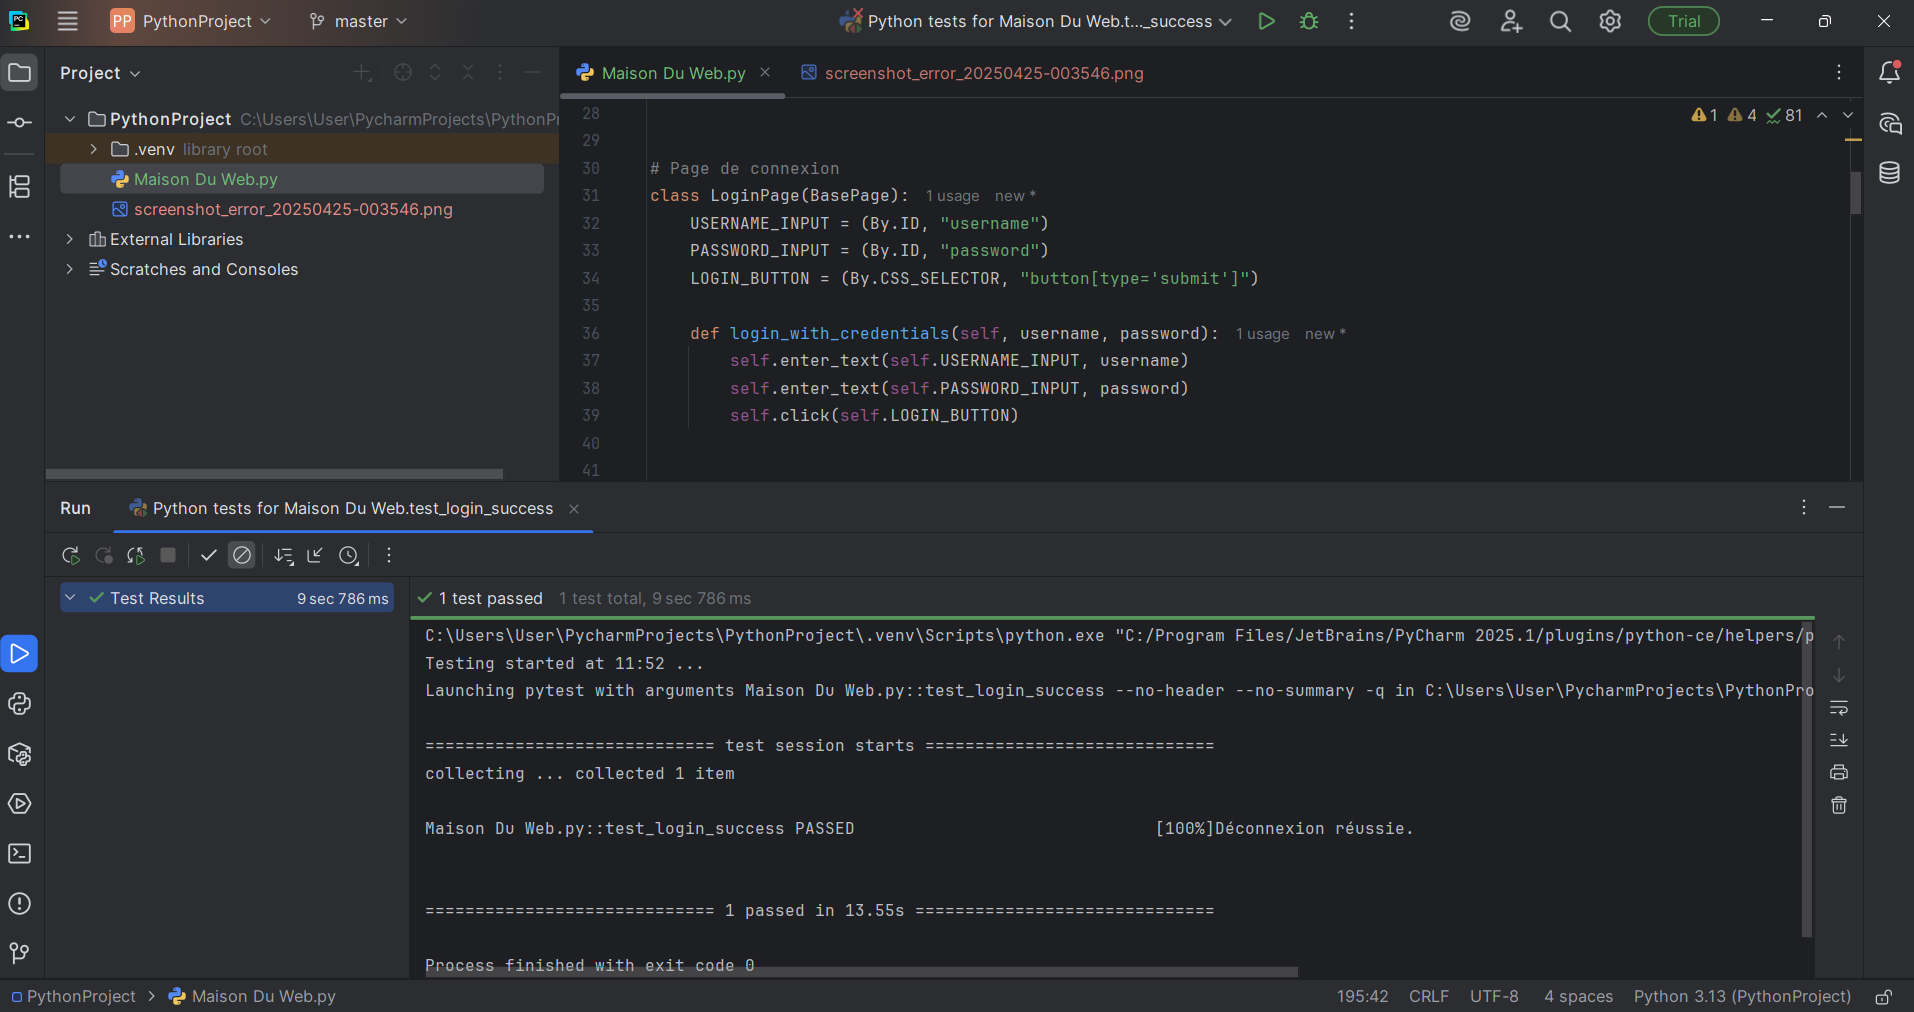 PC
PP PythonProject master Python tests for Maison Du Web.t..._success Trial
Project
PythonProject C:\Users\User\PycharmProjects\PythonPr
.venv library root
Maison Du Web.py
screenshot_error_20250425-003546.png
External Libraries
Scratches and Consoles
Maison Du Web.py screenshot_error_20250425-003546.png
1 4 81
28
29
30 # Page de connexion
31 class LoginPage(BasePage): 1 usage new *
32 USERNAME_INPUT = (By.ID, "username")
33 PASSWORD_INPUT = (By.ID, "password")
34 LOGIN_BUTTON = (By.CSS_SELECTOR, "button[type='submit']")
35
36 def login_with_credentials(self, username, password): 1 usage new *
37 self.enter_text(self.USERNAME_INPUT, username)
38 self.enter_text(self.PASSWORD_INPUT, password)
39 self.click(self.LOGIN_BUTTON)
40
41
Run Python tests for Maison Du Web.test_login_success
Test Results 9 sec 786 ms
1 test passed 1 test total, 9 sec 786 ms
C:\Users\User\PycharmProjects\PythonProject\.venv\Scripts\python.exe "C:/Program Files/JetBrains/PyCharm 2025.1/plugins/python-ce/helpers/p
Testing started at 11:52 ...
Launching pytest with arguments Maison Du Web.py::test_login_success --no-header --no-summary -q in C:\Users\User\PycharmProjects\PythonPro
============================= test session starts =============================
collecting ... collected 1 item
Maison Du Web.py::test_login_success PASSED [100%]Déconnexion réussie.
============================= 1 passed in 13.55s ==============================
Process finished with exit code 0
PythonProject > Maison Du Web.py 195:42 CRLF UTF-8 4 spaces Python 3.13 (PythonProject)